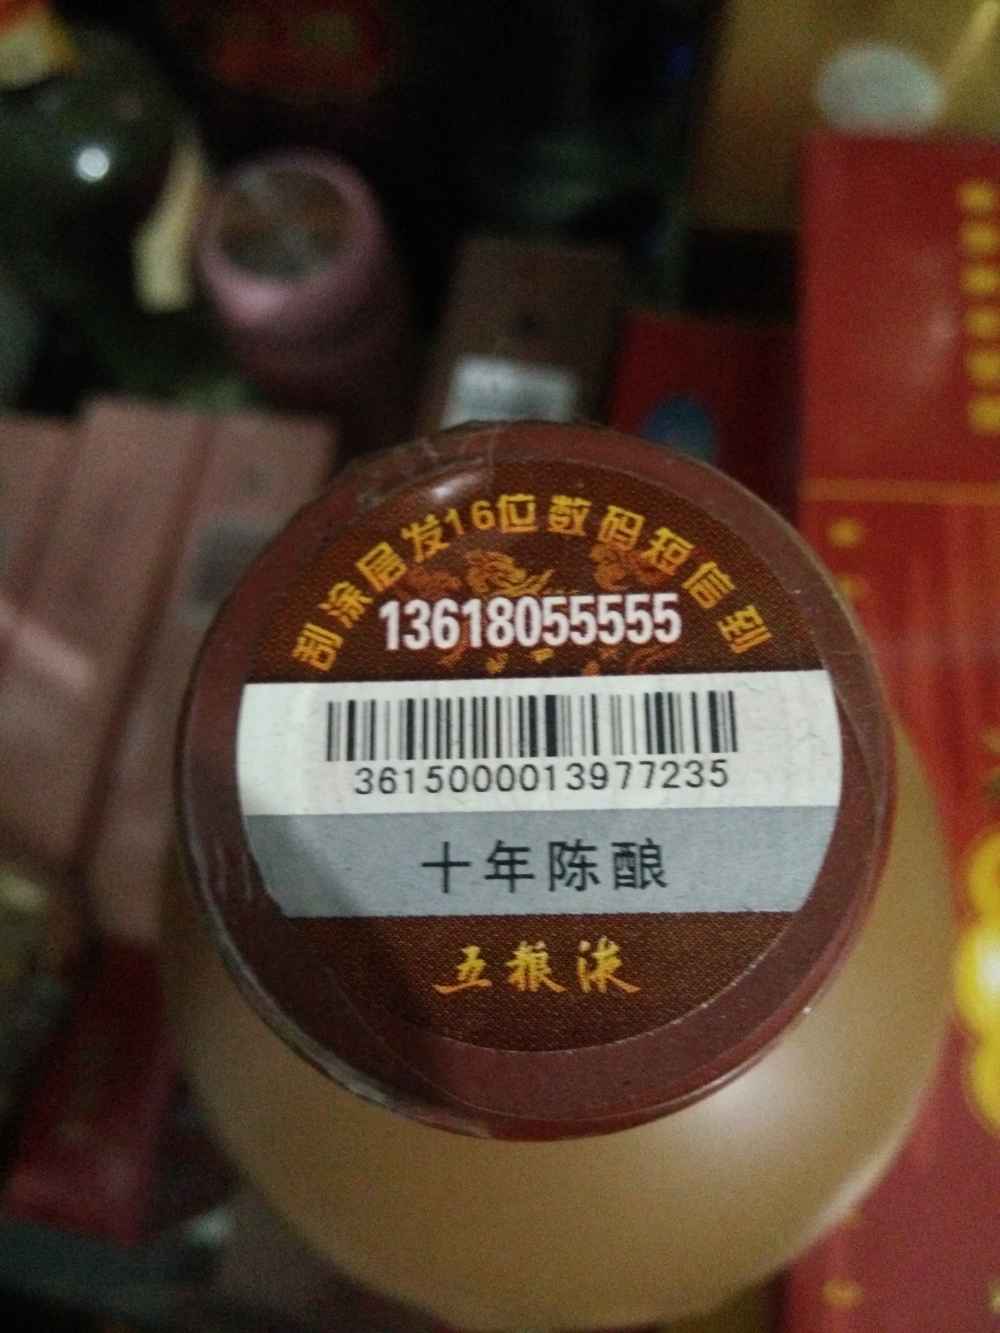 刮涂层发16位数码短信到
13618055555
3615000013977235
十年陈酿
五粮液